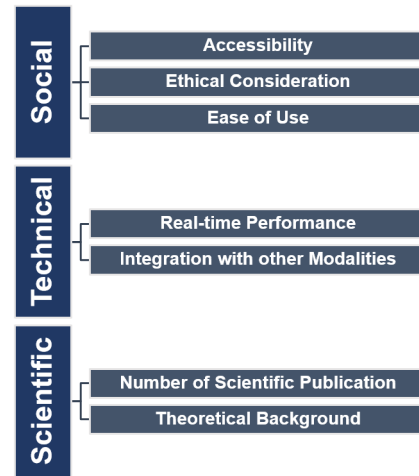 Social
Accessibility
Ethical Consideration
Ease of Use
Technical
Real-time Performance
Integration with other Modalities
Scientific
Number of Scientific Publication
Theoretical Background